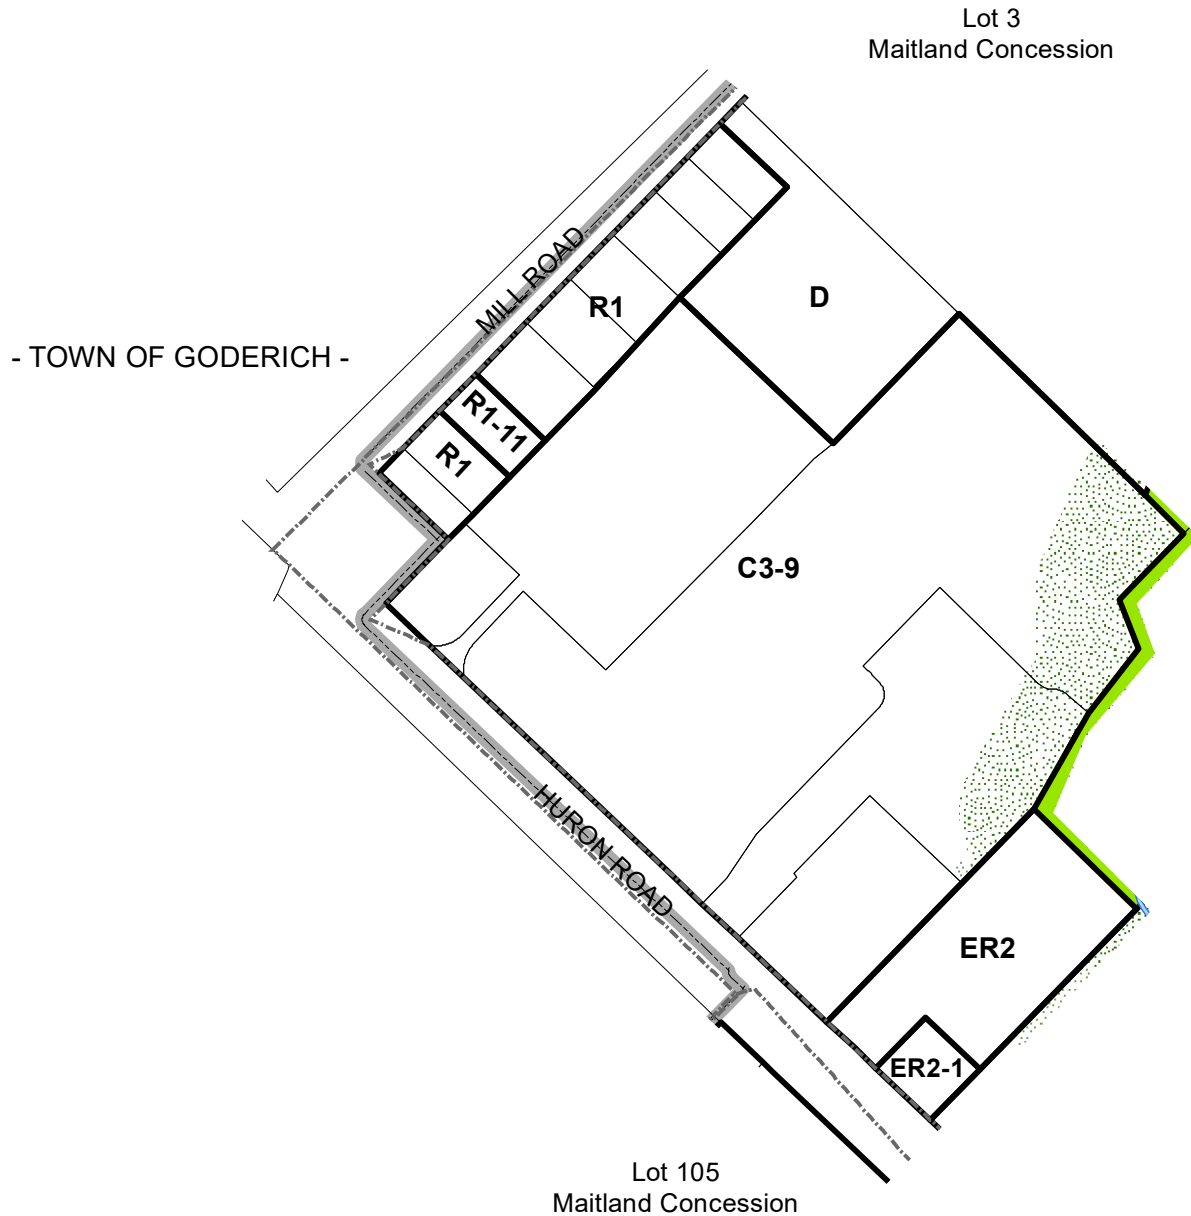 Lot 3
Maitland Concession
MILL ROAD
D
R1
- TOWN OF GODERICH -
R1-11
R1
C3-9
HURON ROAD
ER2
ER2-1
Lot 105
Maitland Concession